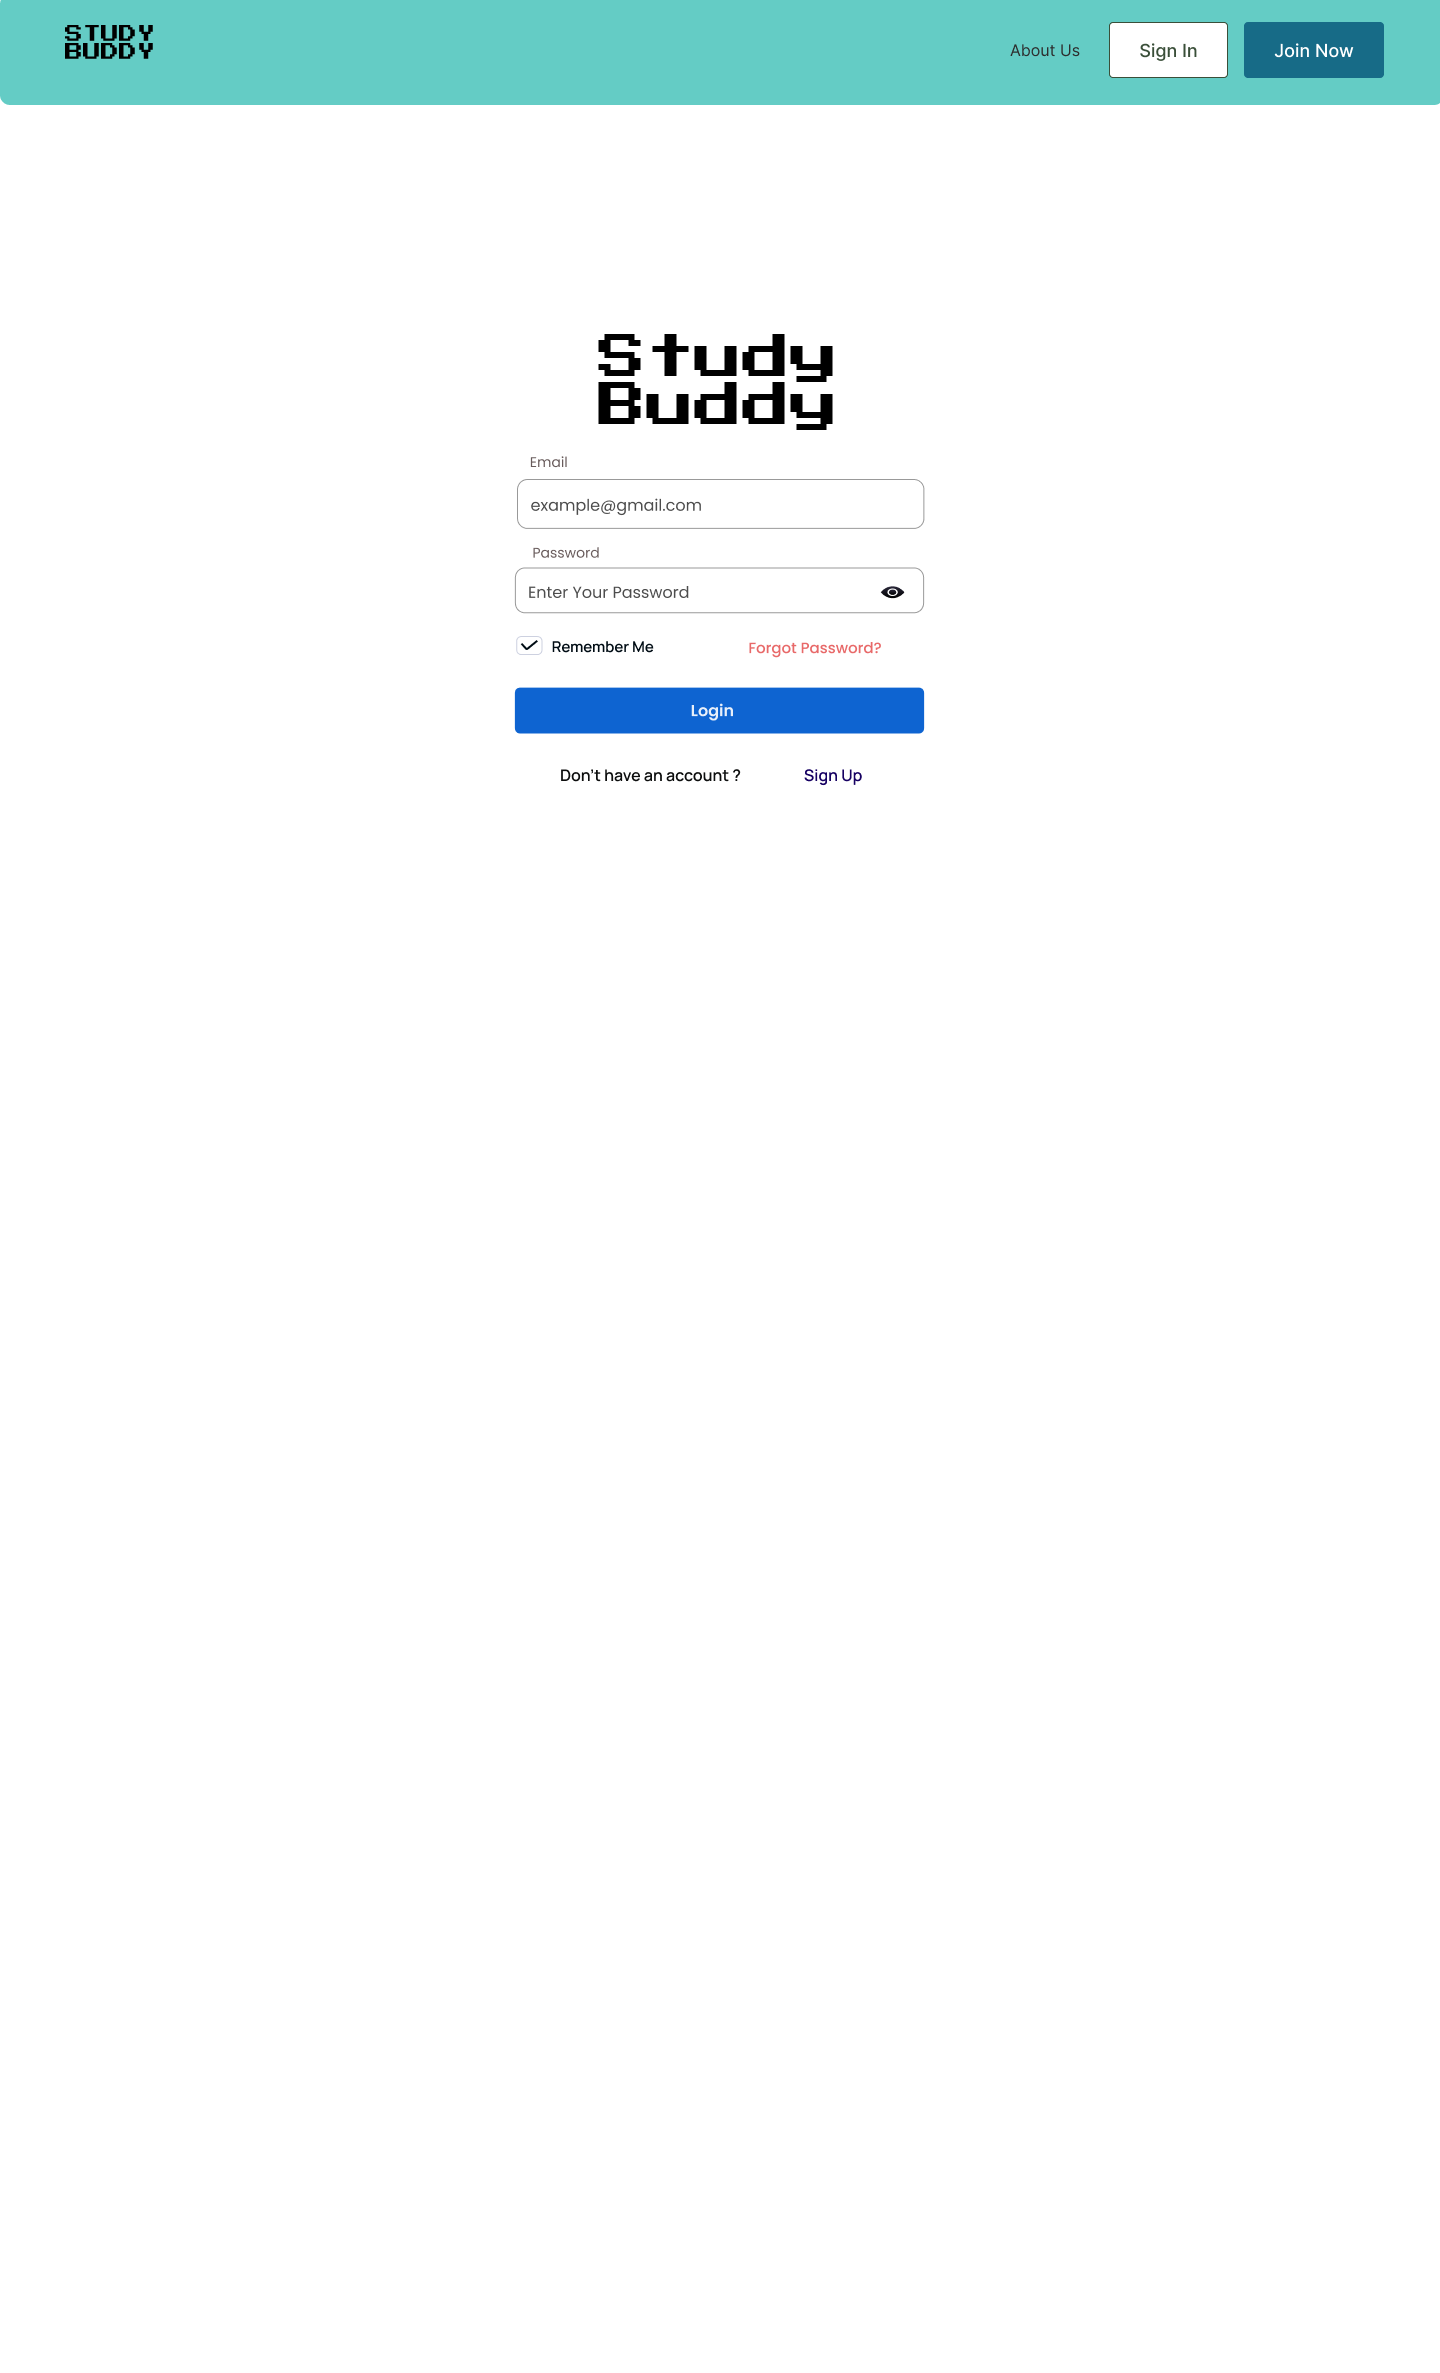 STUDY
BUDDY
About Us
Sign In
Join Now
Study
Buddy
Email
example@gmail.com
Password
Enter Your Password
Remember Me
Forgot Password?
Login
Don't have an account ?
Sign Up